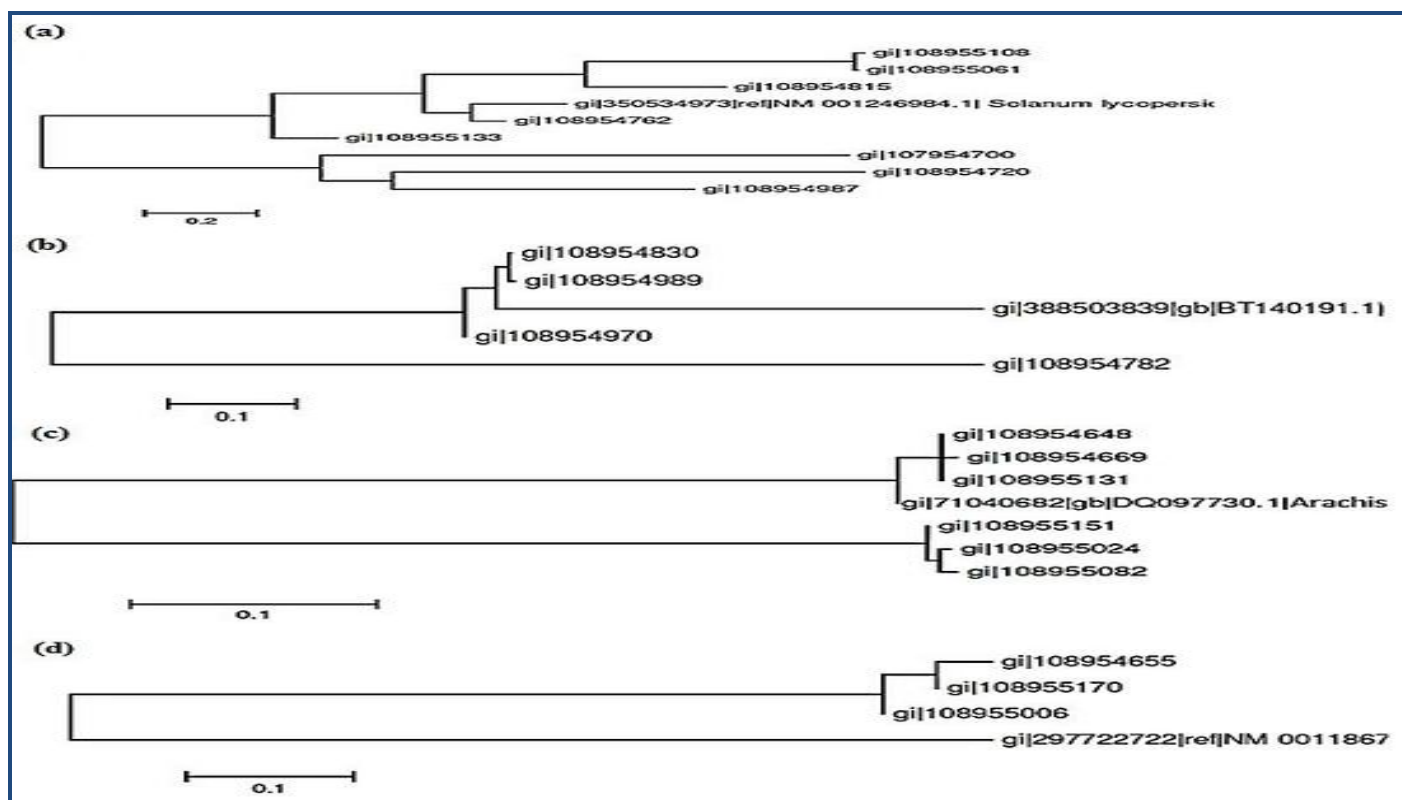 (a)
gi|108955108
gi|108955061
gi|108954815
gi|350534973|ref|NM 001246984.1| Solanum lycopersk
gi|108954762
gi|108955133
gi|107954700
gi|108954720
gi|108954987
0.2
(b)
gi|108954830
gi|108954989
gi|388503839|gb|BT140191.1)
gi|108954970
gi|108954782
0.1
(c)
gi|108954648
gi|108954669
gi|108955131
gi|71040682|gb|DQ097730.1|Arachis
gi|108955151
gi|108955024
gi|108955082
0.1
(d)
gi|108954655
gi|108955170
gi|108955006
gi|297722722|ref|NM 0011867
0.1